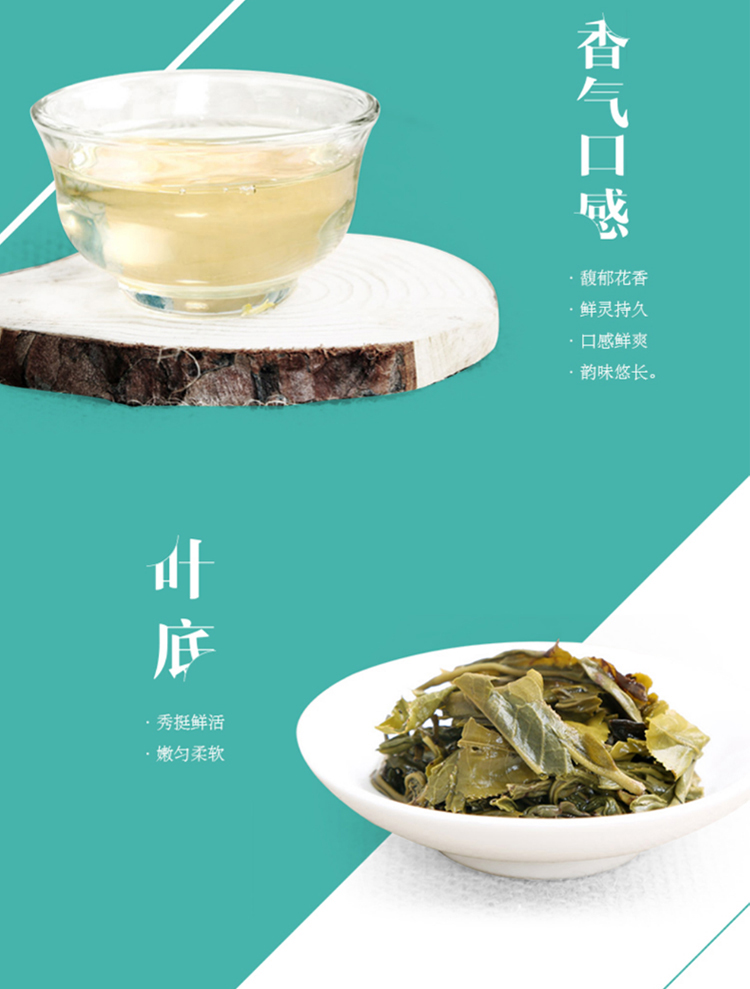 香气口感
· 馥郁花香
· 鲜灵持久
· 口感鲜爽
· 韵味悠长。
叶底
· 秀挺鲜活
· 嫩匀柔软